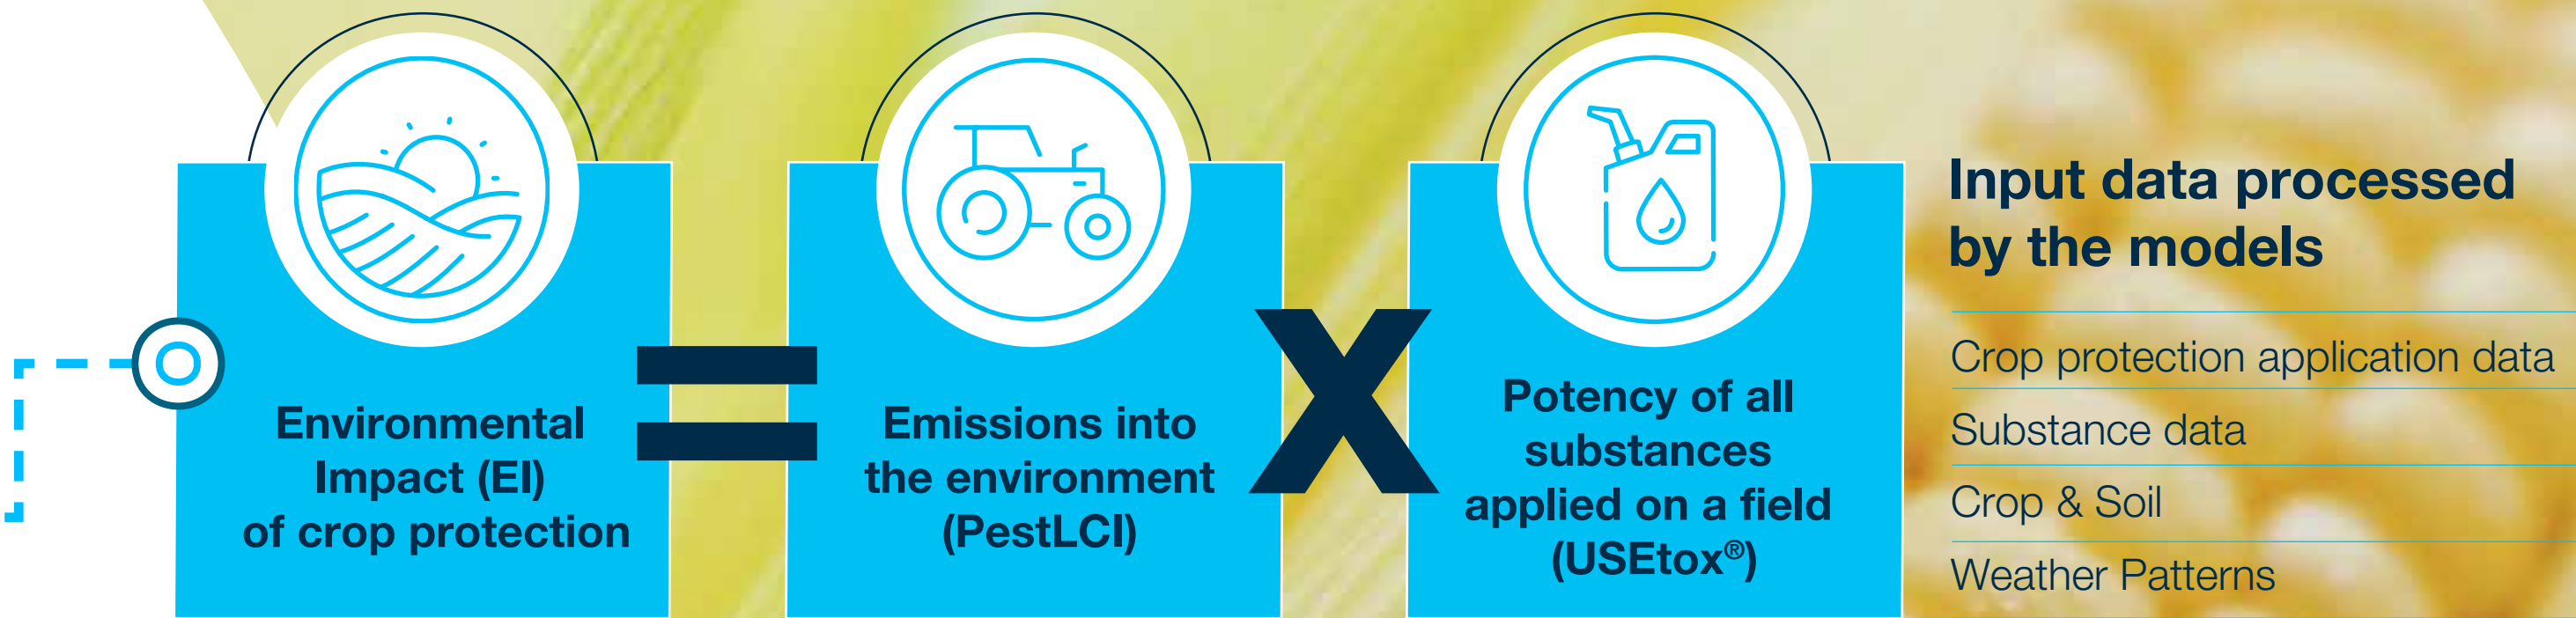 Environmental
Impact (EI)
of crop protection
=
Emissions into
the environment
(PestLCI)
X
Potency of all
substances
applied on a field
(USEtox®)
Input data processed
by the models
Crop protection application data
Substance data
Crop & Soil
Weather Patterns